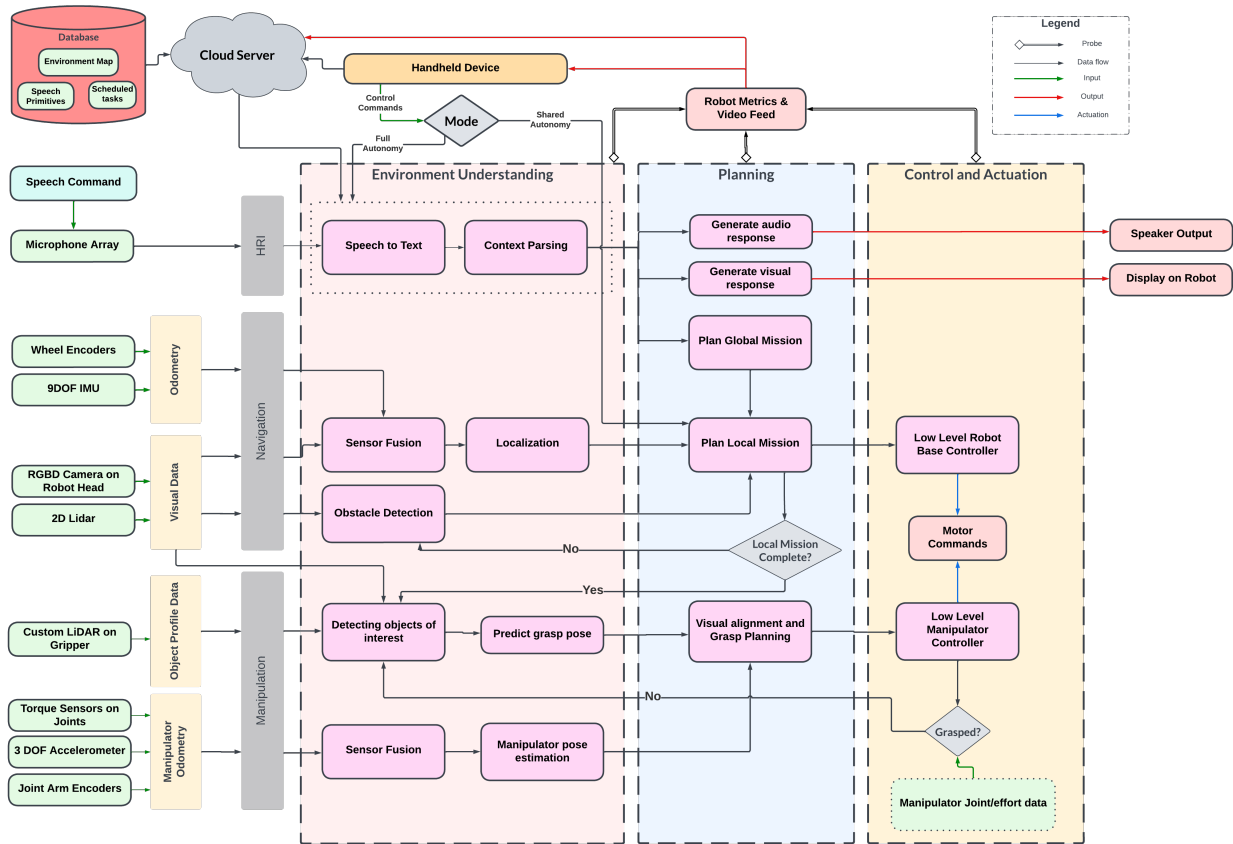 Database
Environment Map
Speech
Primitives
Scheduled
tasks
Cloud Server
Handheld Device
Control
Commands
Mode
Full
Autonomy
Shared
Autonomy
Robot Metrics &
Video Feed
Legend
Probe
Data flow
Input
Output
Actuation
Environment Understanding
Planning
Control and Actuation
Speech Command
Microphone Array
HRI
Speech to Text
Context Parsing
Generate audio
response
Generate visual
response
Speaker Output
Display on Robot
Wheel Encoders
9DOF IMU
Odometry
Navigation
Plan Global Mission
RGBD Camera on
Robot Head
2D Lidar
Visual Data
Sensor Fusion
Localization
Plan Local Mission
Low Level Robot
Base Controller
Obstacle Detection
Motor
Commands
No
Local Mission
Complete?
Yes
Custom LiDAR on
Gripper
Object Profile Data
Manipulation
Detecting objects of
interest
Predict grasp pose
Visual alignment and
Grasp Planning
Low Level
Manipulator
Controller
No
Grasped?
Torque Sensors on
Joints
3 DOF Accelerometer
Joint Arm Encoders
Manipulator
Odometry
Sensor Fusion
Manipulator pose
estimation
Manipulator Joint/effort data